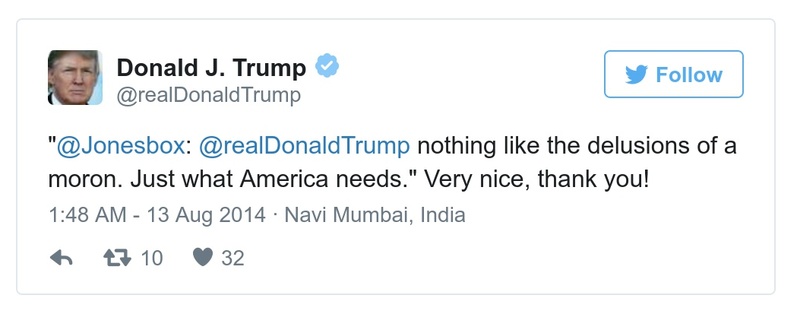 Donald J. Trump
@realDonaldTrump
Follow
"@Jonesbox: @realDonaldTrump nothing like the delusions of a
moron. Just what America needs." Very nice, thank you!
1:48 AM - 13 Aug 2014 · Navi Mumbai, India
10 32